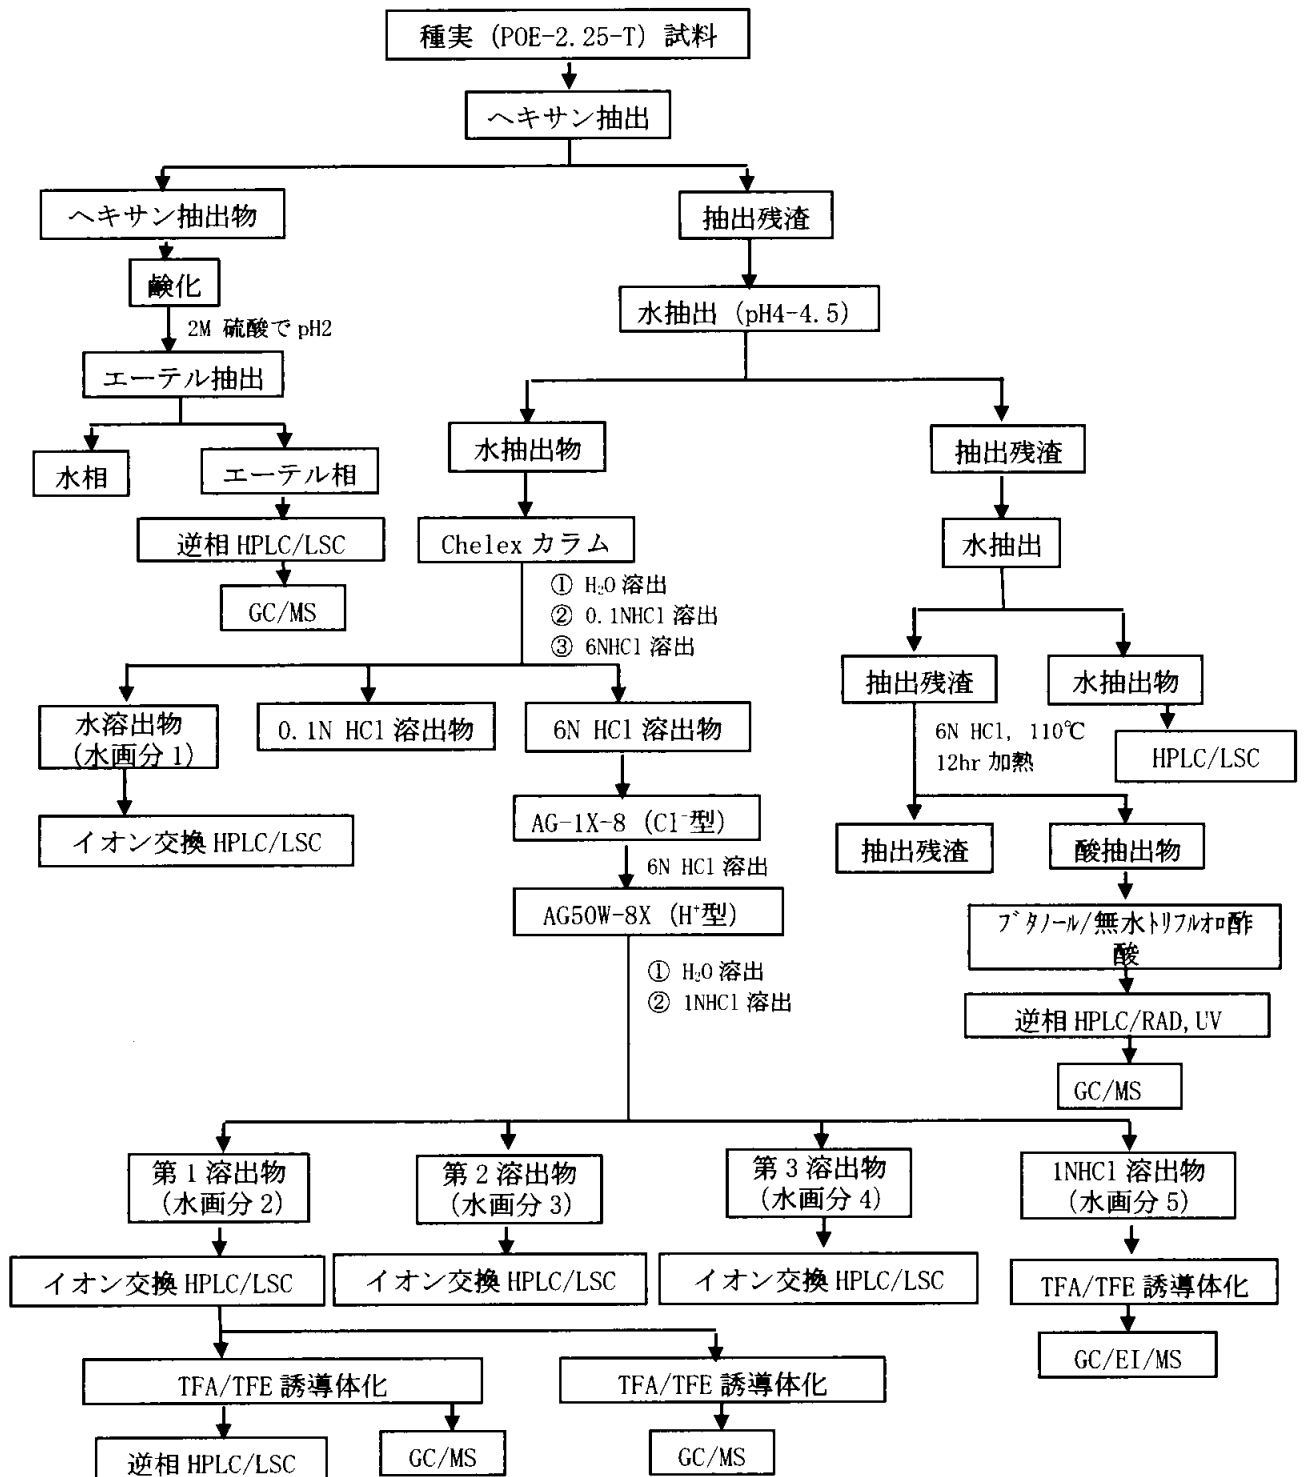 種実 (POE-2.25-T) 試料
ヘキサン抽出
ヘキサン抽出物
抽出残渣
鹸化
水抽出 (pH4-4.5)
2M 硫酸で pH2
エーテル抽出
水抽出物
抽出残渣
水相
エーテル相
逆相 HPLC/LSC
Chelex カラム
水抽出
GC/MS
① H₂O 溶出
② 0.1NHCl 溶出
③ 6NHCl 溶出
抽出残渣
水抽出物
水溶出物
(水画分 1)
0.1N HCl 溶出物
6N HCl 溶出物
6N HCl, 110℃
12hr 加熱
HPLC/LSC
イオン交換 HPLC/LSC
AG-1X-8 (Cl⁻型)
抽出残渣
酸抽出物
6N HCl 溶出
AG50W-8X (H⁺型)
ブタノール/無水トリフルオロ酢
酸
① H₂O 溶出
② 1NHCl 溶出
逆相 HPLC/RAD, UV
GC/MS
第 1 溶出物
(水画分 2)
第 2 溶出物
(水画分 3)
第 3 溶出物
(水画分 4)
1NHCl 溶出物
(水画分 5)
イオン交換 HPLC/LSC
イオン交換 HPLC/LSC
イオン交換 HPLC/LSC
TFA/TFE 誘導体化
GC/EI/MS
TFA/TFE 誘導体化
TFA/TFE 誘導体化
逆相 HPLC/LSC
GC/MS
GC/MS